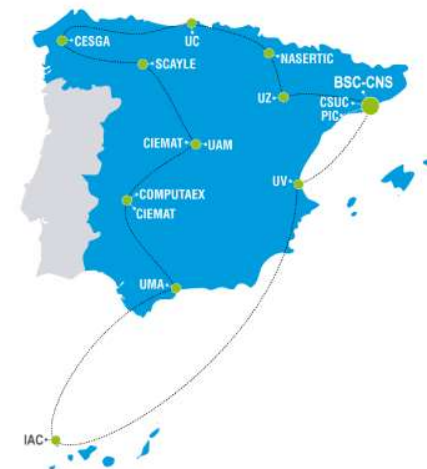 CESGA
UC
SCAYLE
NASERTIC
BSC-CNS
UZ
CSUC
PIC
CIEMAT
UAM
UV
COMPUTAEX
CIEMAT
UMA
IAC